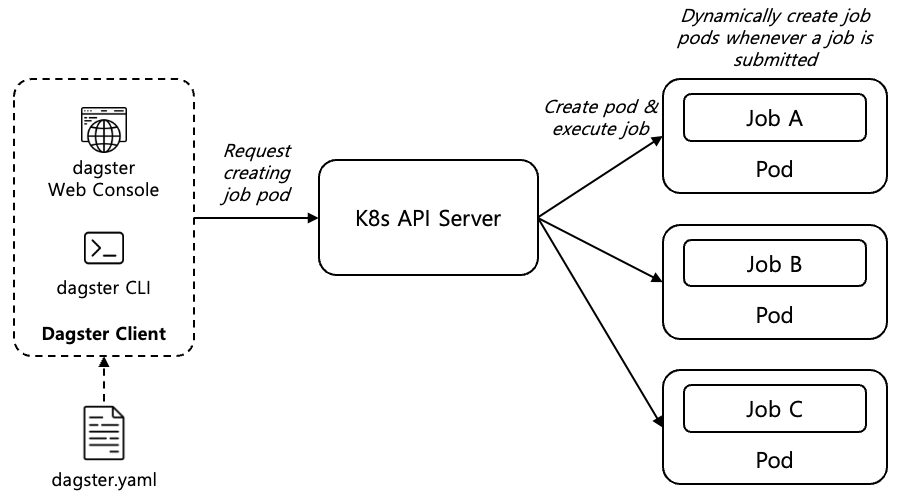 dagster
Web Console
dagster CLI
Dagster Client
dagster.yaml
Request
creating
job pod
K8s API Server
Create pod &
execute job
Dynamically create job
pods whenever a job is
submitted
Job A
Pod
Job B
Pod
Job C
Pod